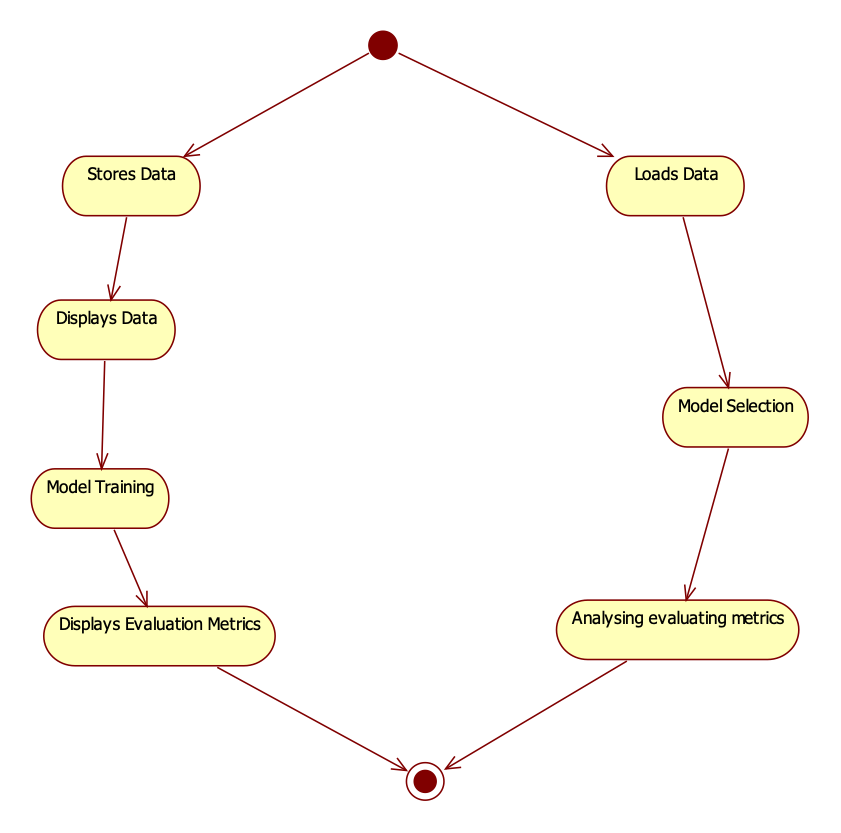 Stores Data
Loads Data
Displays Data
Model Selection
Model Training
Displays Evaluation Metrics
Analysing evaluating metrics